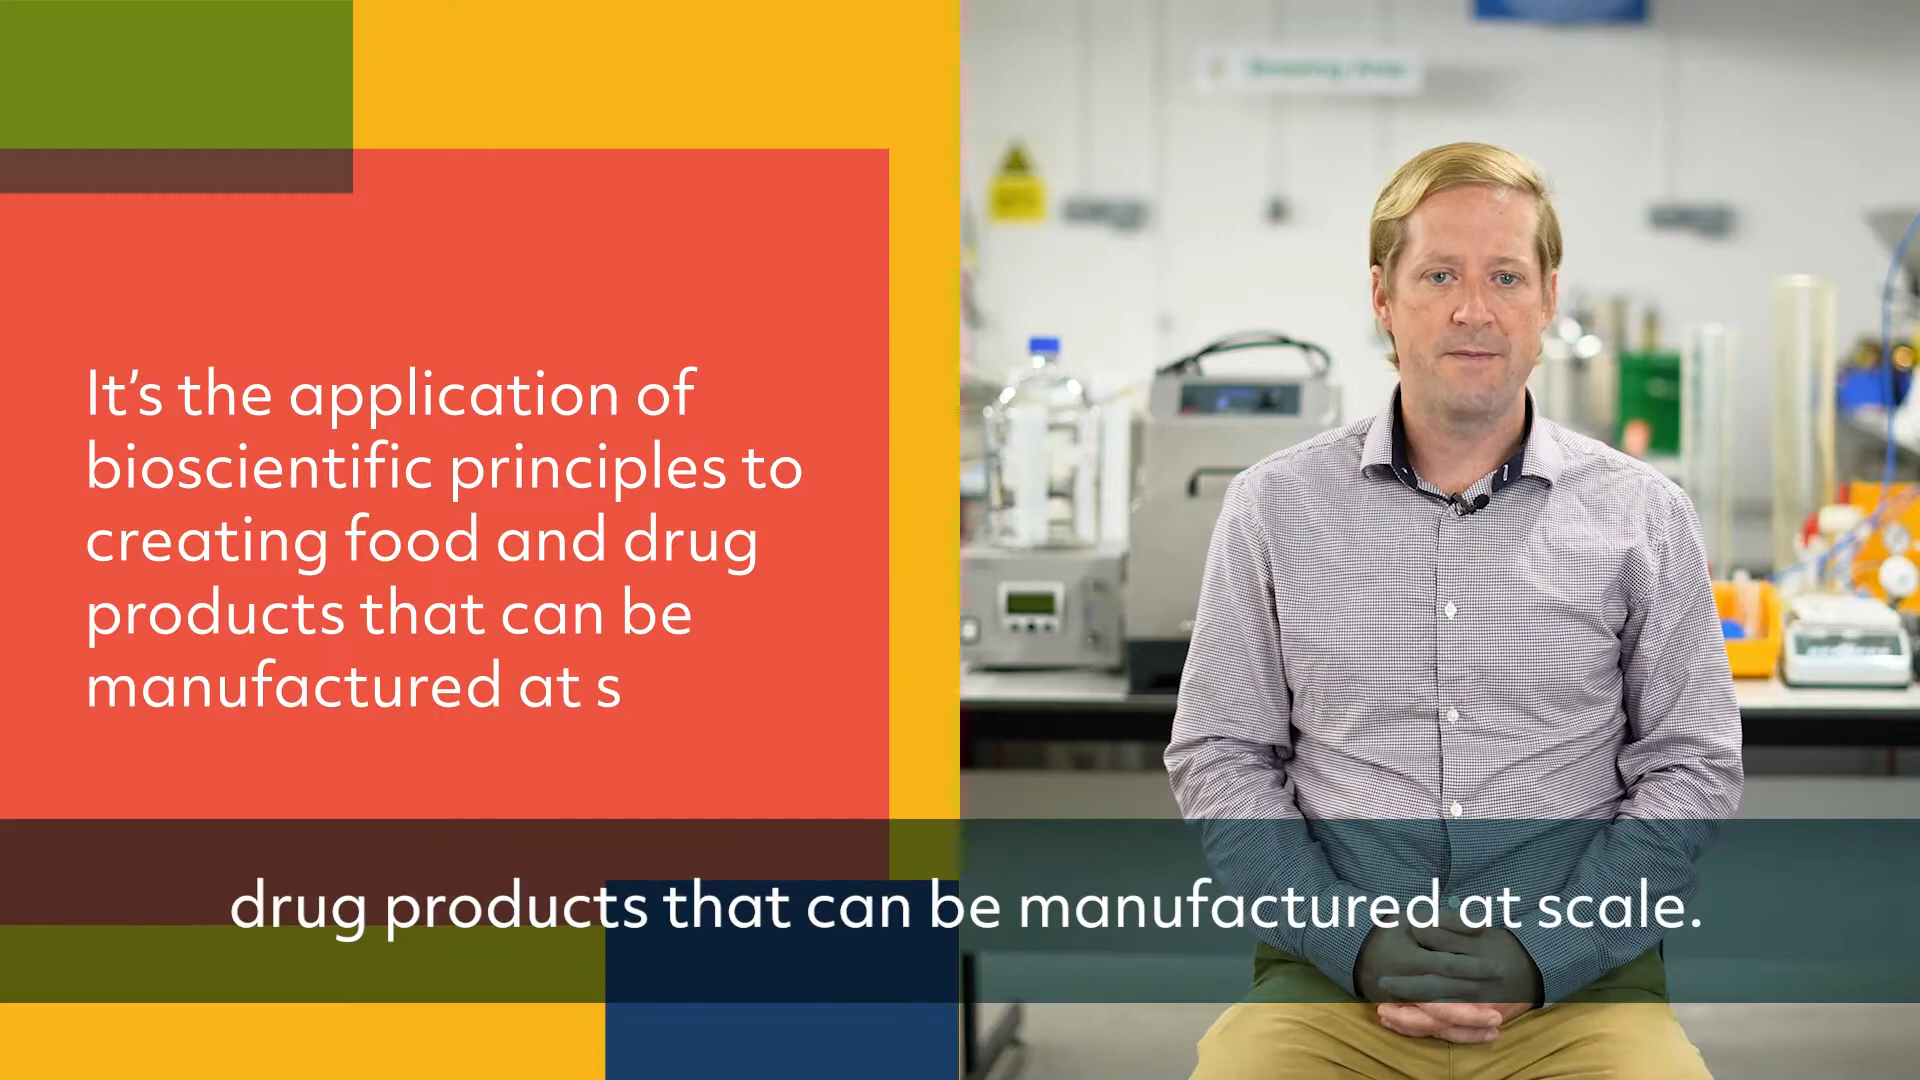 It’s the application of
bioscientific principles to
creating food and drug
products that can be
manufactured at s
drug products that can be manufactured at scale.